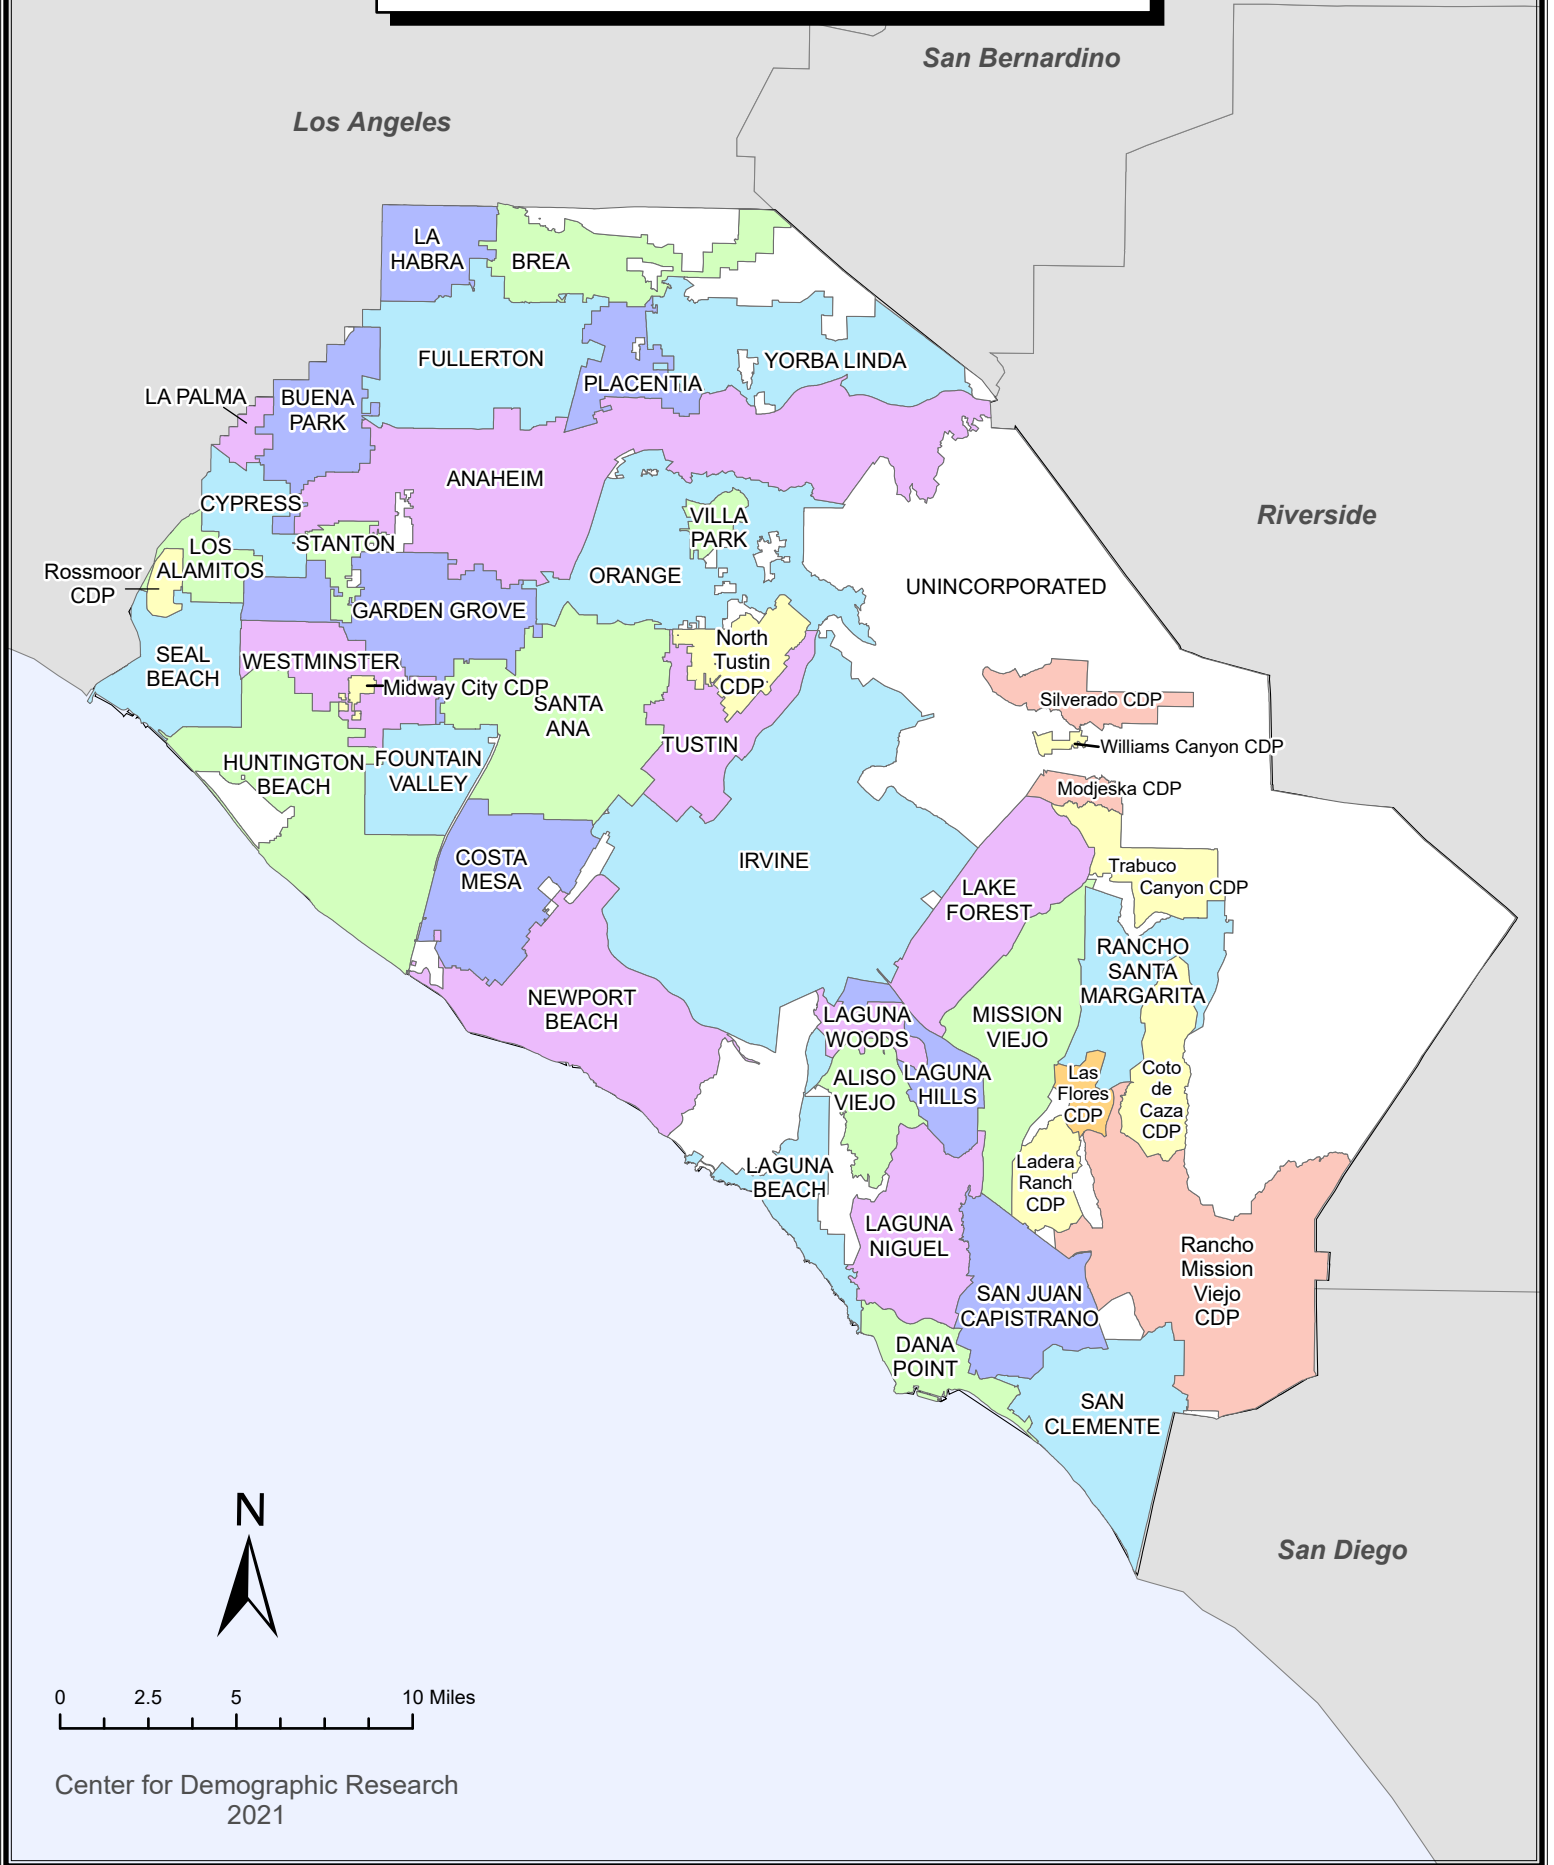 San Bernardino
Los Angeles
LA
HABRA
BREA
FULLERTON
YORBA LINDA
PLACENTIA
LA PALMA
BUENA
PARK
ANAHEIM
CYPRESS
VILLA
PARK
Riverside
STANTON
LOS
ALAMITOS
Rossmoor
CDP
ORANGE
UNINCORPORATED
GARDEN GROVE
North
Tustin
CDP
SEAL
BEACH
WESTMINSTER
Midway City CDP
SANTA
ANA
Silverado CDP
TUSTIN
Williams Canyon CDP
HUNTINGTON
BEACH
FOUNTAIN
VALLEY
Modjeska CDP
COSTA
MESA
IRVINE
Trabuco
Canyon CDP
LAKE
FOREST
RANCHO
SANTA
MARGARITA
NEWPORT
BEACH
LAGUNA
WOODS
MISSION
VIEJO
ALISO
VIEJO
LAGUNA
HILLS
Las
Flores
CDP
Coto
de
Caza
CDP
LAGUNA
BEACH
Ladera
Ranch
CDP
LAGUNA
NIGUEL
Rancho
Mission
Viejo
CDP
SAN JUAN
CAPISTRANO
DANA
POINT
SAN
CLEMENTE
N
San Diego
0 2.5 5 10 Miles
Center for Demographic Research
2021